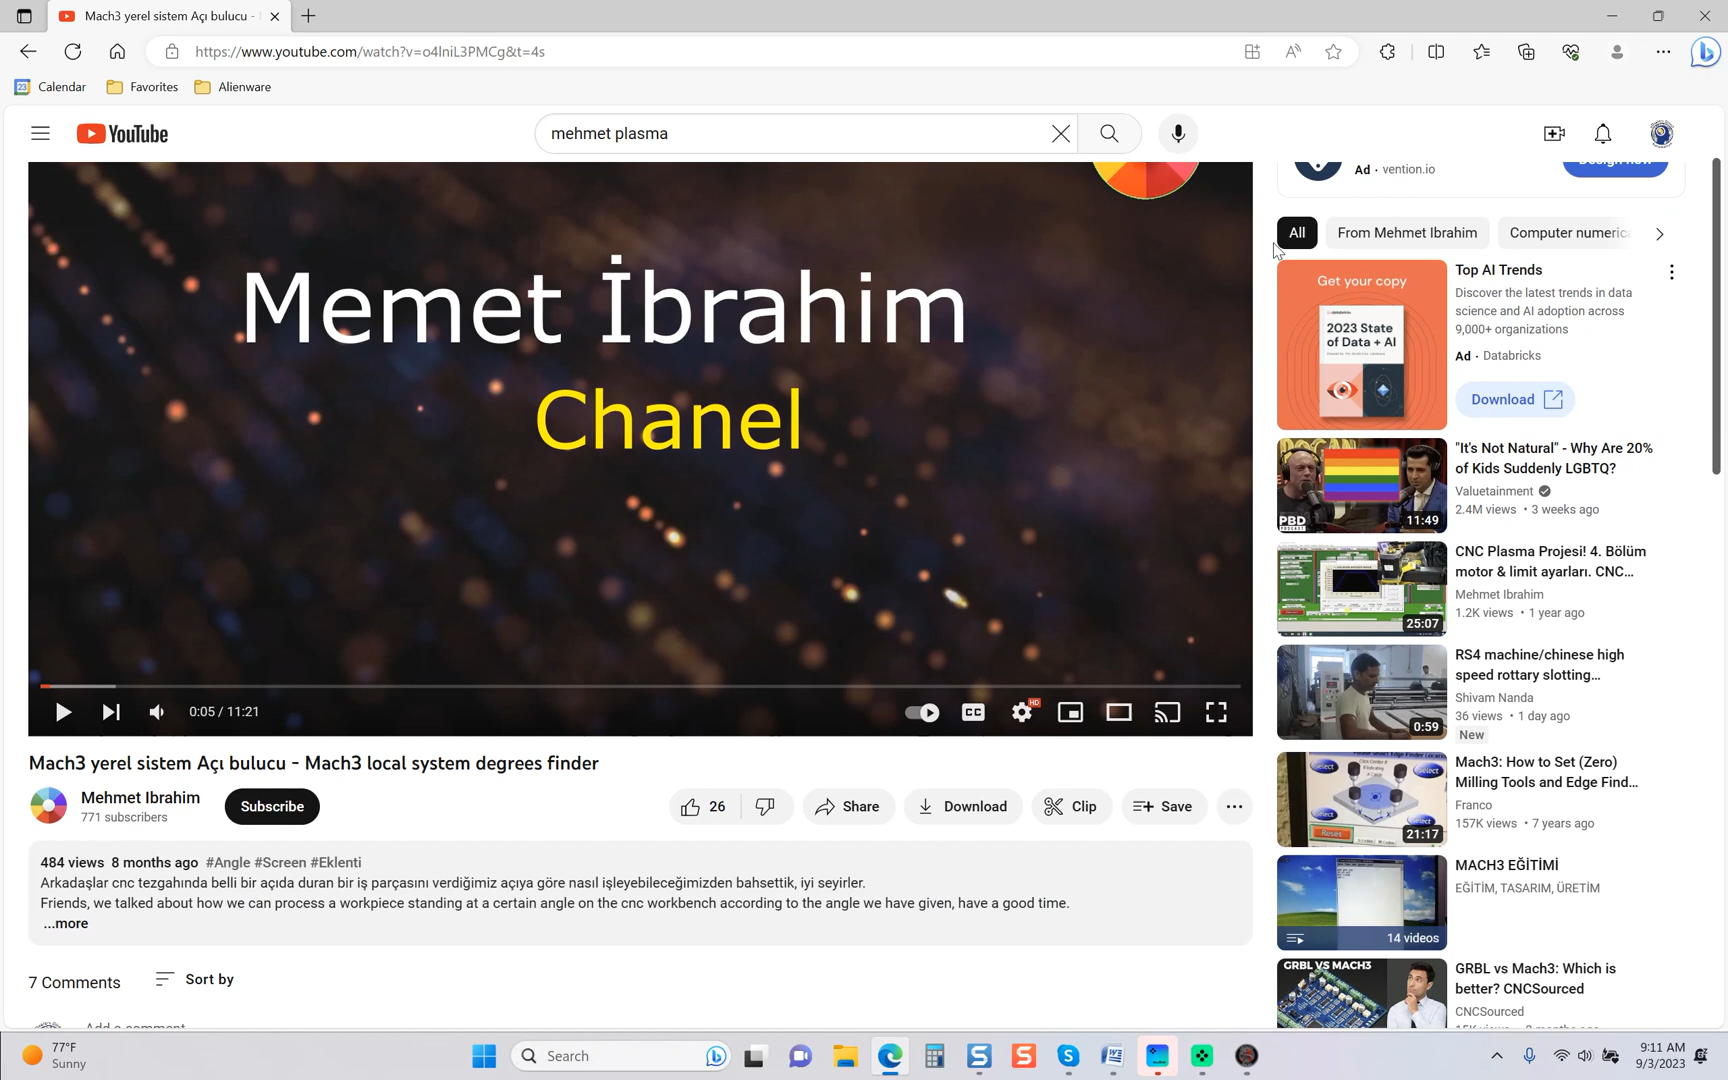 Mach3 yerel sistem Açı bulucu -
https://www.youtube.com/watch?v=o4lniL3PMCg&t=4s
Calendar
Favorites
Alienware
YouTube
mehmet plasma
Memet İbrahim
Chanel
0:05 / 11:21
CC
HD
Mach3 yerel sistem Açı bulucu - Mach3 local system degrees finder
Mehmet Ibrahim
771 subscribers
Subscribe
26
Share
Download
Clip
Save
484 views 8 months ago #Angle #Screen #Eklenti
Arkadaşlar cnc tezgahında belli bir açıda duran bir iş parçasını verdiğimiz açıya göre nasıl işleyebileceğimizden bahsettik, iyi seyirler.
Friends, we talked about how we can process a workpiece standing at a certain angle on the cnc workbench according to the angle we have given, have a good time.
...more
7 Comments
Sort by
Add a comment
Ad · vention.io
All
From Mehmet Ibrahim
Computer numerica
Get your copy
2023 State
of Data + AI
Top AI Trends
Discover the latest trends in data
science and AI adoption across
9,000+ organizations
Ad · Databricks
Download
PBD
11:49
"It's Not Natural" - Why Are 20%
of Kids Suddenly LGBTQ?
Valuetainment
2.4M views • 3 weeks ago
25:07
CNC Plasma Projesi! 4. Bölüm
motor & limit ayarları. CNC...
Mehmet Ibrahim
1.2K views • 1 year ago
0:59
RS4 machine/chinese high
speed rottary slotting...
Shivam Nanda
36 views • 1 day ago
New
Select
Select
Select
Reset
21:17
Mach3: How to Set (Zero)
Milling Tools and Edge Find...
Franco
157K views • 7 years ago
14 videos
MACH3 EĞİTİMİ
EĞİTİM, TASARIM, ÜRETİM
GRBL VS MACH3
GRBL vs Mach3: Which is
better? CNCSourced
CNCSourced
77°F
Sunny
Search
9:11 AM
9/3/2023